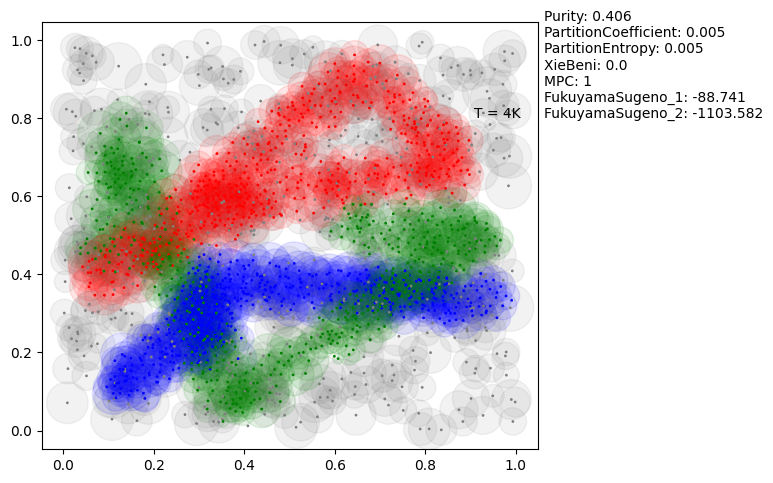 Purity: 0.406
PartitionCoefficient: 0.005
PartitionEntropy: 0.005
XieBeni: 0.0
MPC: 1
FukuyamaSugeno_1: -88.741
FukuyamaSugeno_2: -1103.582
T = 4K
1.0
0.8
0.6
0.4
0.2
0.0
0.0 0.2 0.4 0.6 0.8 1.0